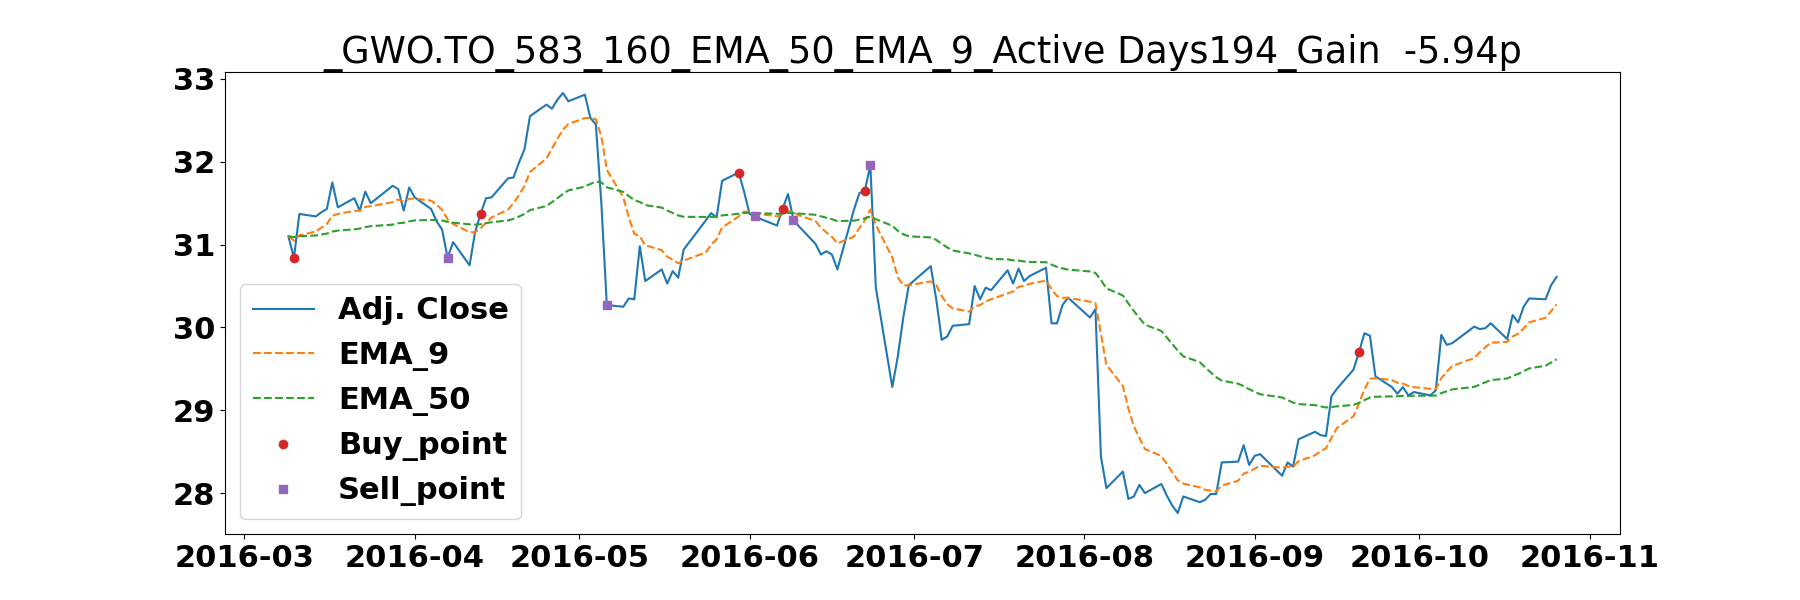 _GWO.TO_583_160_EMA_50_EMA_9_Active Days194_Gain  -5.94p
33
32
31
30
29
28
Adj. Close
EMA_9
EMA_50
Buy_point
Sell_point
2016-03 2016-04 2016-05 2016-06 2016-07 2016-08 2016-09 2016-10 2016-11